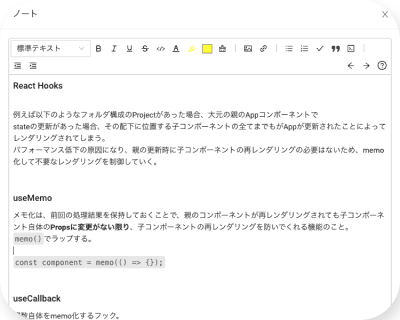 ノート
標準テキスト
React Hooks
例えば以下のようなフォルダ構成のProjectがあった場合、大元の親のAppコンポーネントで
stateの更新があった場合、その配下に位置する子コンポーネントの全てまでもがAppが更新されたことによって
レンダリングされてしまう。
パフォーマンス低下の原因になり、親の更新時に子コンポーネントの再レンダリングの必要はないため、memo
化して不要なレンダリングを制御していく。
useMemo
メモ化は、前回の処理結果を保持しておくことで、親のコンポーネントが再レンダリングされても子コンポーネ
ント自体のPropsに変更がない限り、子コンポーネントの再レンダリングを防いでくれる機能のこと。
memo()でラップする。
const component = memo(() => {});
useCallback
関数自体をmemo化するフック。